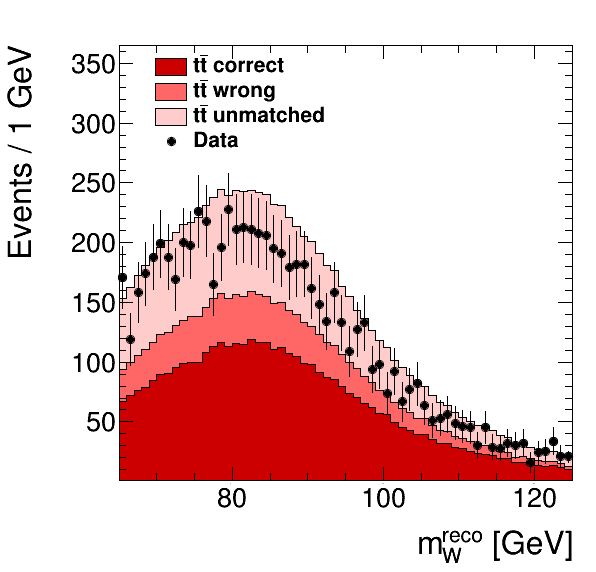 Events / 1 GeV
350
300
250
200
150
100
50
tt̄ correct
tt̄ wrong
tt̄ unmatched
Data
80 100 120
m_W^reco [GeV]